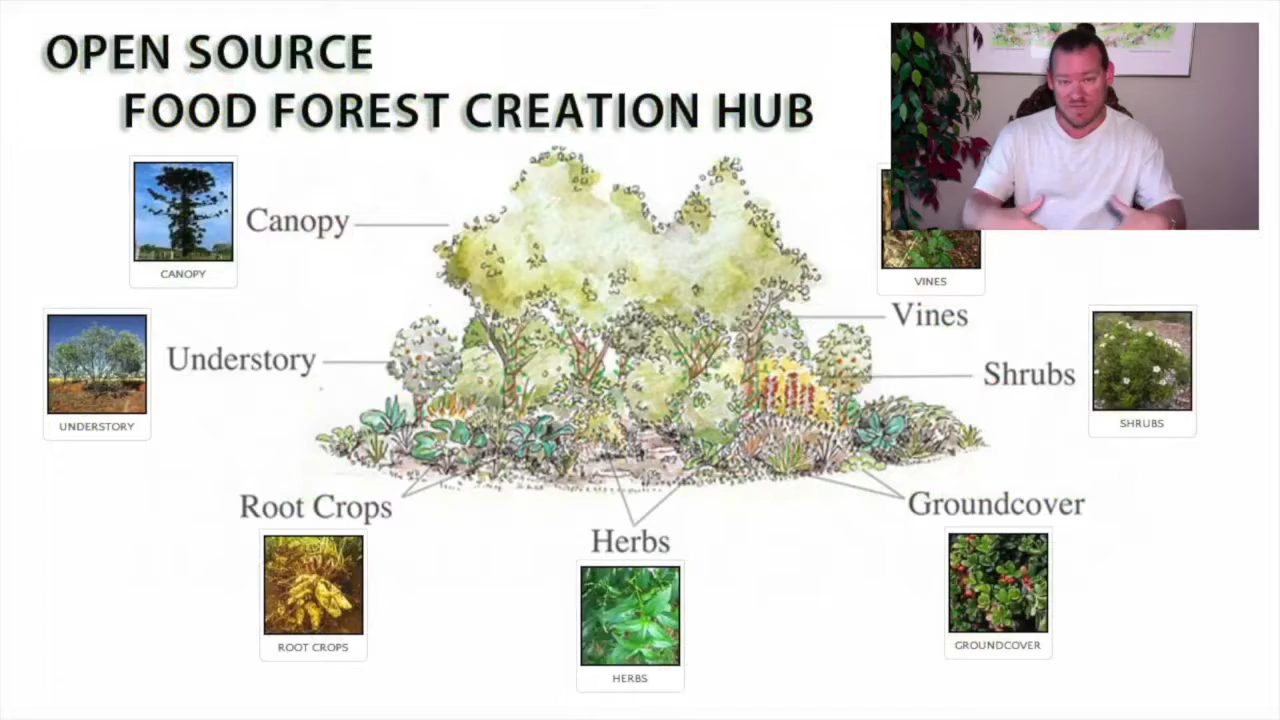 OPEN SOURCE
FOOD FOREST CREATION HUB
CANOPY
Canopy
VINES
Vines
UNDERSTORY
Understory
Shrubs
SHRUBS
Root Crops
ROOT CROPS
Herbs
HERBS
Groundcover
GROUNDCOVER